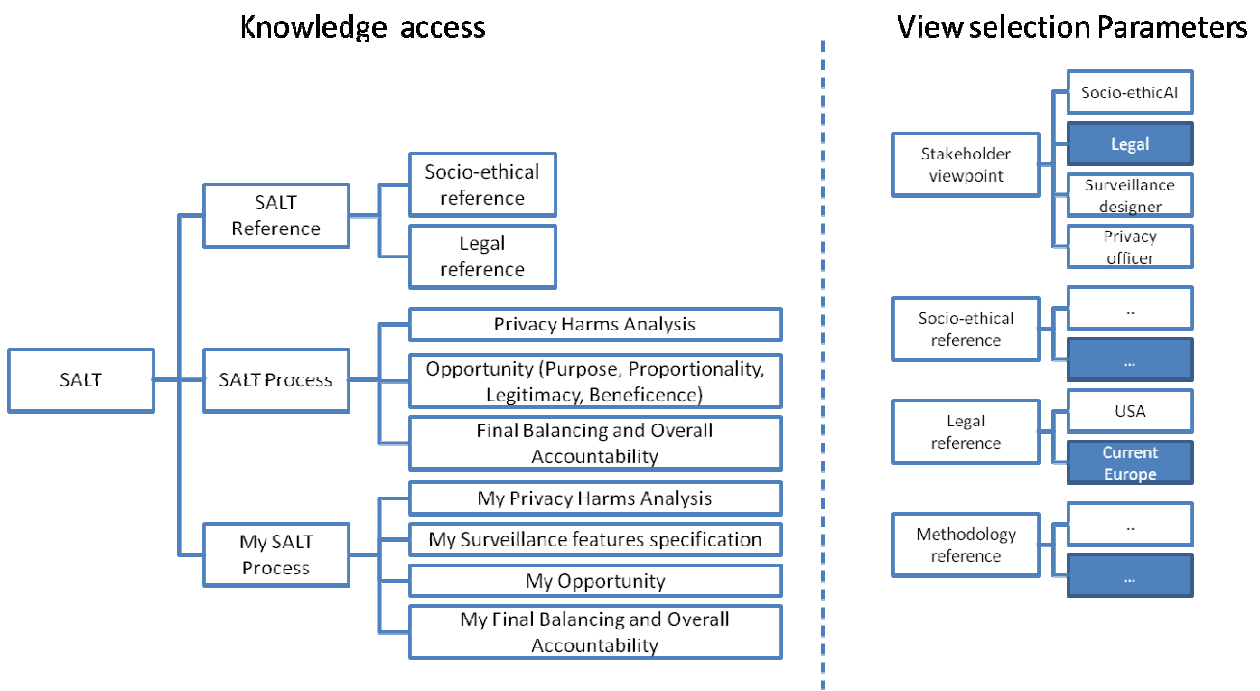 Knowledge access
SALT
SALT
Reference
Socio-ethical
reference
Legal
reference
SALT Process
Privacy Harms Analysis
Opportunity (Purpose, Proportionality,
Legitimacy, Beneficence)
Final Balancing and Overall
Accountability
My SALT
Process
My Privacy Harms Analysis
My Surveillance features specification
My Opportunity
My Final Balancing and Overall
Accountability
View selection Parameters
Stakeholder
viewpoint
Socio-ethicAl
Legal
Surveillance
designer
Privacy
officer
Socio-ethical
reference
..
...
Legal
reference
USA
Current
Europe
Methodology
reference
..
...